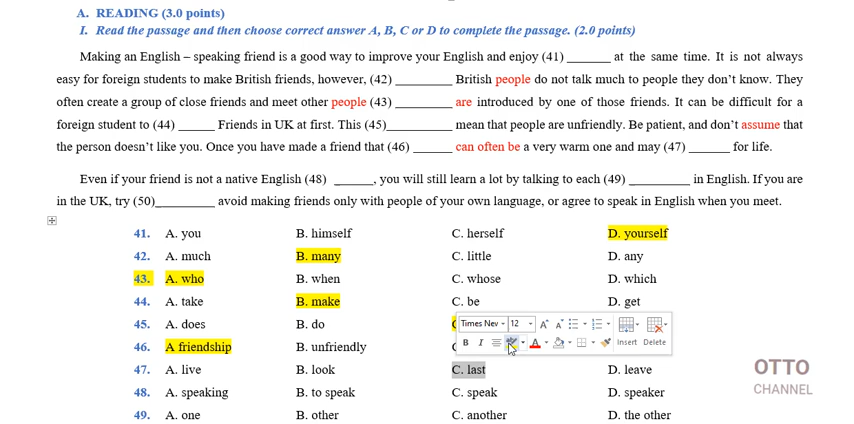 A. READING (3.0 points)
I. Read the passage and then choose correct answer A, B, C or D to complete the passage. (2.0 points)
Making an English – speaking friend is a good way to improve your English and enjoy (41) _______ at the same time. It is not always
easy for foreign students to make British friends, however, (42) _________ British people do not talk much to people they don't know. They
often create a group of close friends and meet other people (43) _________ are introduced by one of those friends. It can be difficult for a
foreign student to (44) ______ Friends in UK at first. This (45)___________ mean that people are unfriendly. Be patient, and don't assume that
the person doesn't like you. Once you have made a friend that (46) ______ can often be a very warm one and may (47) ______ for life.
Even if your friend is not a native English (48) ______, you will still learn a lot by talking to each (49) _________ in English. If you are
in the UK, try (50)_________ avoid making friends only with people of your own language, or agree to speak in English when you meet.
41. A. you B. himself C. herself D. yourself
42. A. much B. many C. little D. any
43. A. who B. when C. whose D. which
44. A. take B. make C. be D. get
45. A. does B. do
Times Nev 12 A A
B I A Insert Delete
46. A friendship B. unfriendly
47. A. live B. look C. last D. leave
48. A. speaking B. to speak C. speak D. speaker
49. A. one B. other C. another D. the other
OTTO
CHANNEL